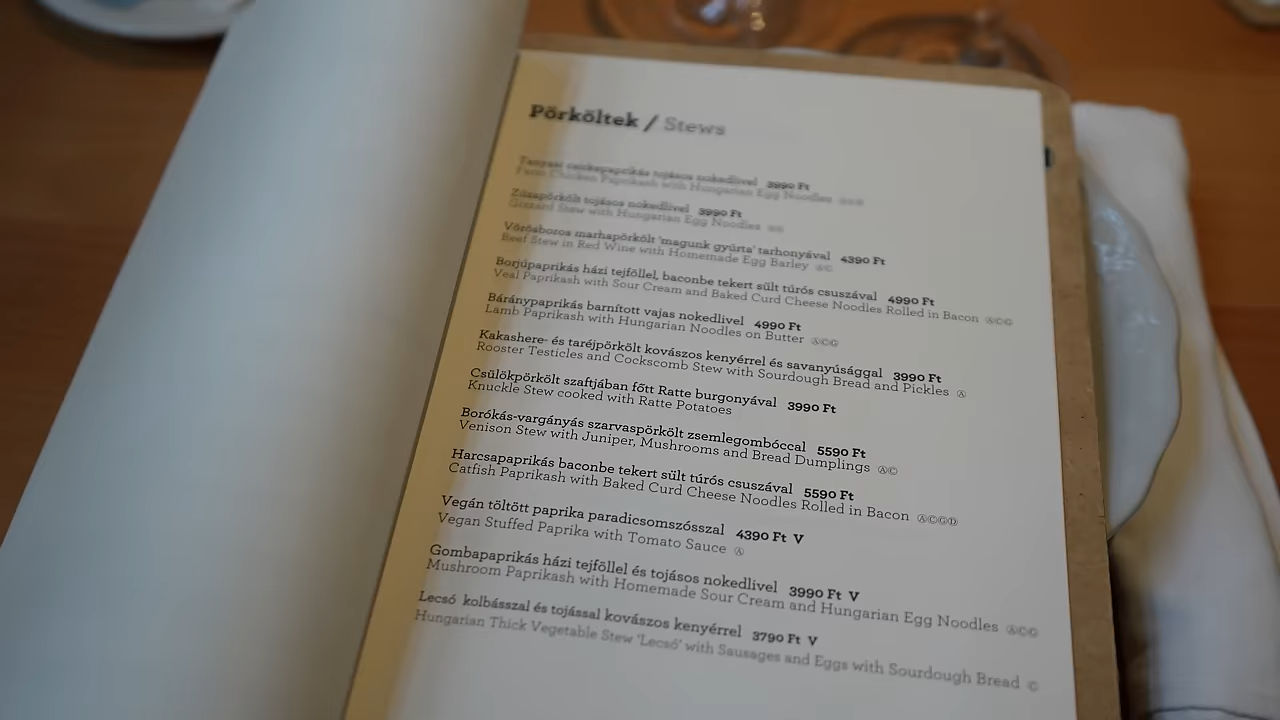 Pörköltek / Stews
Tanyasi csirkepaprikás tojásos nokedlivel 3990 Ft
Farm Chicken Paprikash with Hungarian Egg Noodles
Zúzapörkölt tojásos nokedlivel 3990 Ft
Gizzard Stew with Hungarian Egg Noodles
Vörösboros marhapörkölt 'magunk gyúrta' tarhonyával 4390 Ft
Beef Stew in Red Wine with Homemade Egg Barley ⒶⒸ
Borjúpaprikás házi tejföllel, baconbe tekert sült túrós csuszával 4990 Ft
Veal Paprikash with Sour Cream and Baked Curd Cheese Noodles Rolled in Bacon ⒶⒸⒼ
Báránypaprikás barnított vajas nokedlivel 4990 Ft
Lamb Paprikash with Hungarian Noodles on Butter ⒶⒸⒼ
Kakashere- és taréjpörkölt kovászos kenyérrel és savanyúsággal 3990 Ft
Rooster Testicles and Cockscomb Stew with Sourdough Bread and Pickles Ⓐ
Csülökpörkölt szaftjában főtt Ratte burgonyával 3990 Ft
Knuckle Stew cooked with Ratte Potatoes
Borókás-vargányás szarvaspörkölt zsemlegombóccal 5590 Ft
Venison Stew with Juniper, Mushrooms and Bread Dumplings ⒶⒸ
Harcsapaprikás baconbe tekert sült túrós csuszával 5590 Ft
Catfish Paprikash with Baked Curd Cheese Noodles Rolled in Bacon ⒶⒸⒼⒹ
Vegán töltött paprika paradicsomszósszal 4390 Ft V
Vegan Stuffed Paprika with Tomato Sauce Ⓐ
Gombapaprikás házi tejföllel és tojásos nokedlivel 3990 Ft V
Mushroom Paprikash with Homemade Sour Cream and Hungarian Egg Noodles ⒶⒸⒼ
Lecsó kolbásszal és tojással kovászos kenyérrel 3790 Ft V
Hungarian Thick Vegetable Stew 'Lecsó' with Sausages and Eggs with Sourdough Bread Ⓒ